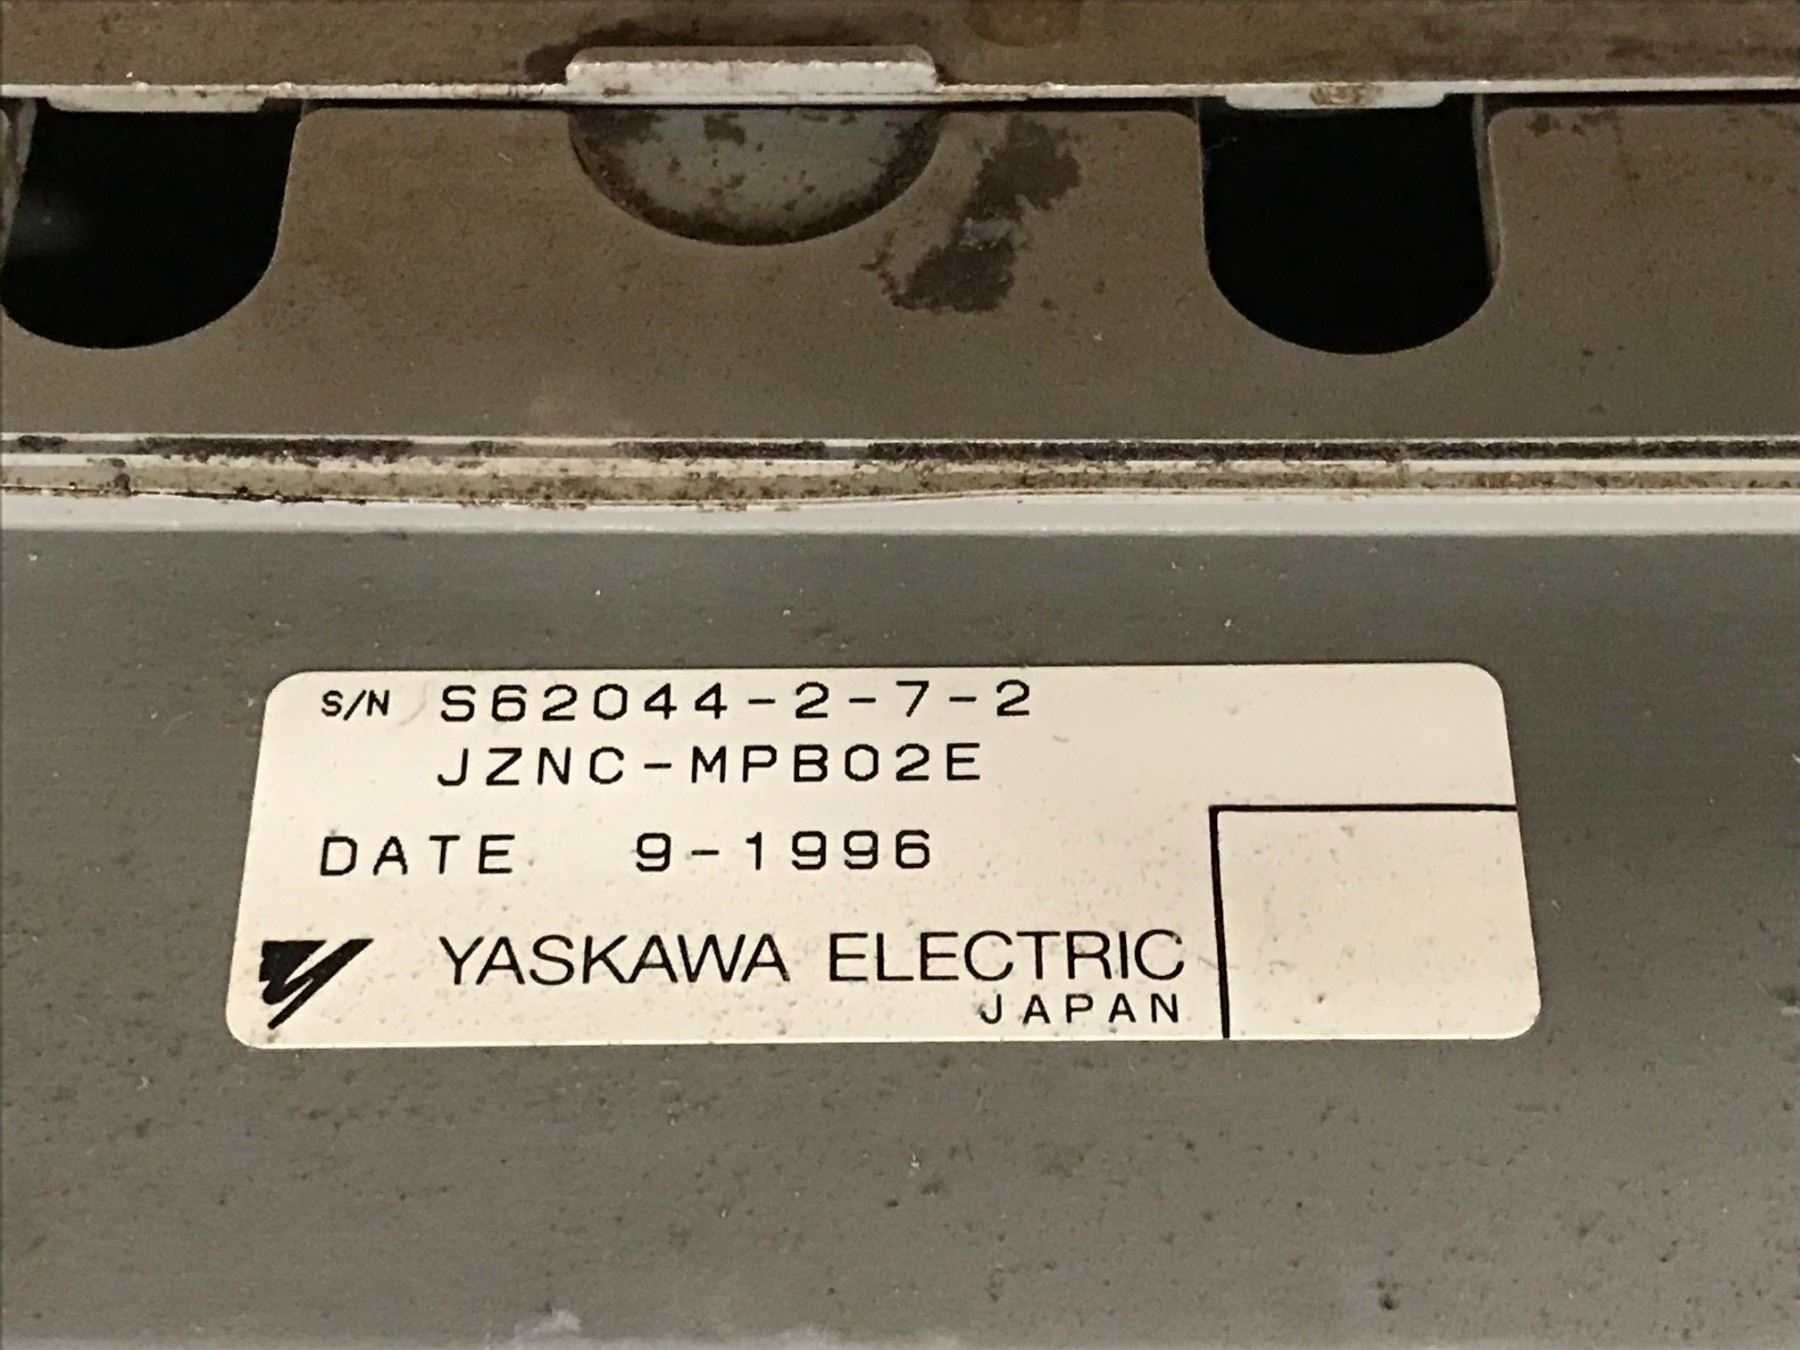 S/N S62044-2-7-2
JZNC-MPB02E
DATE 9-1996
YASKAWA ELECTRIC
JAPAN